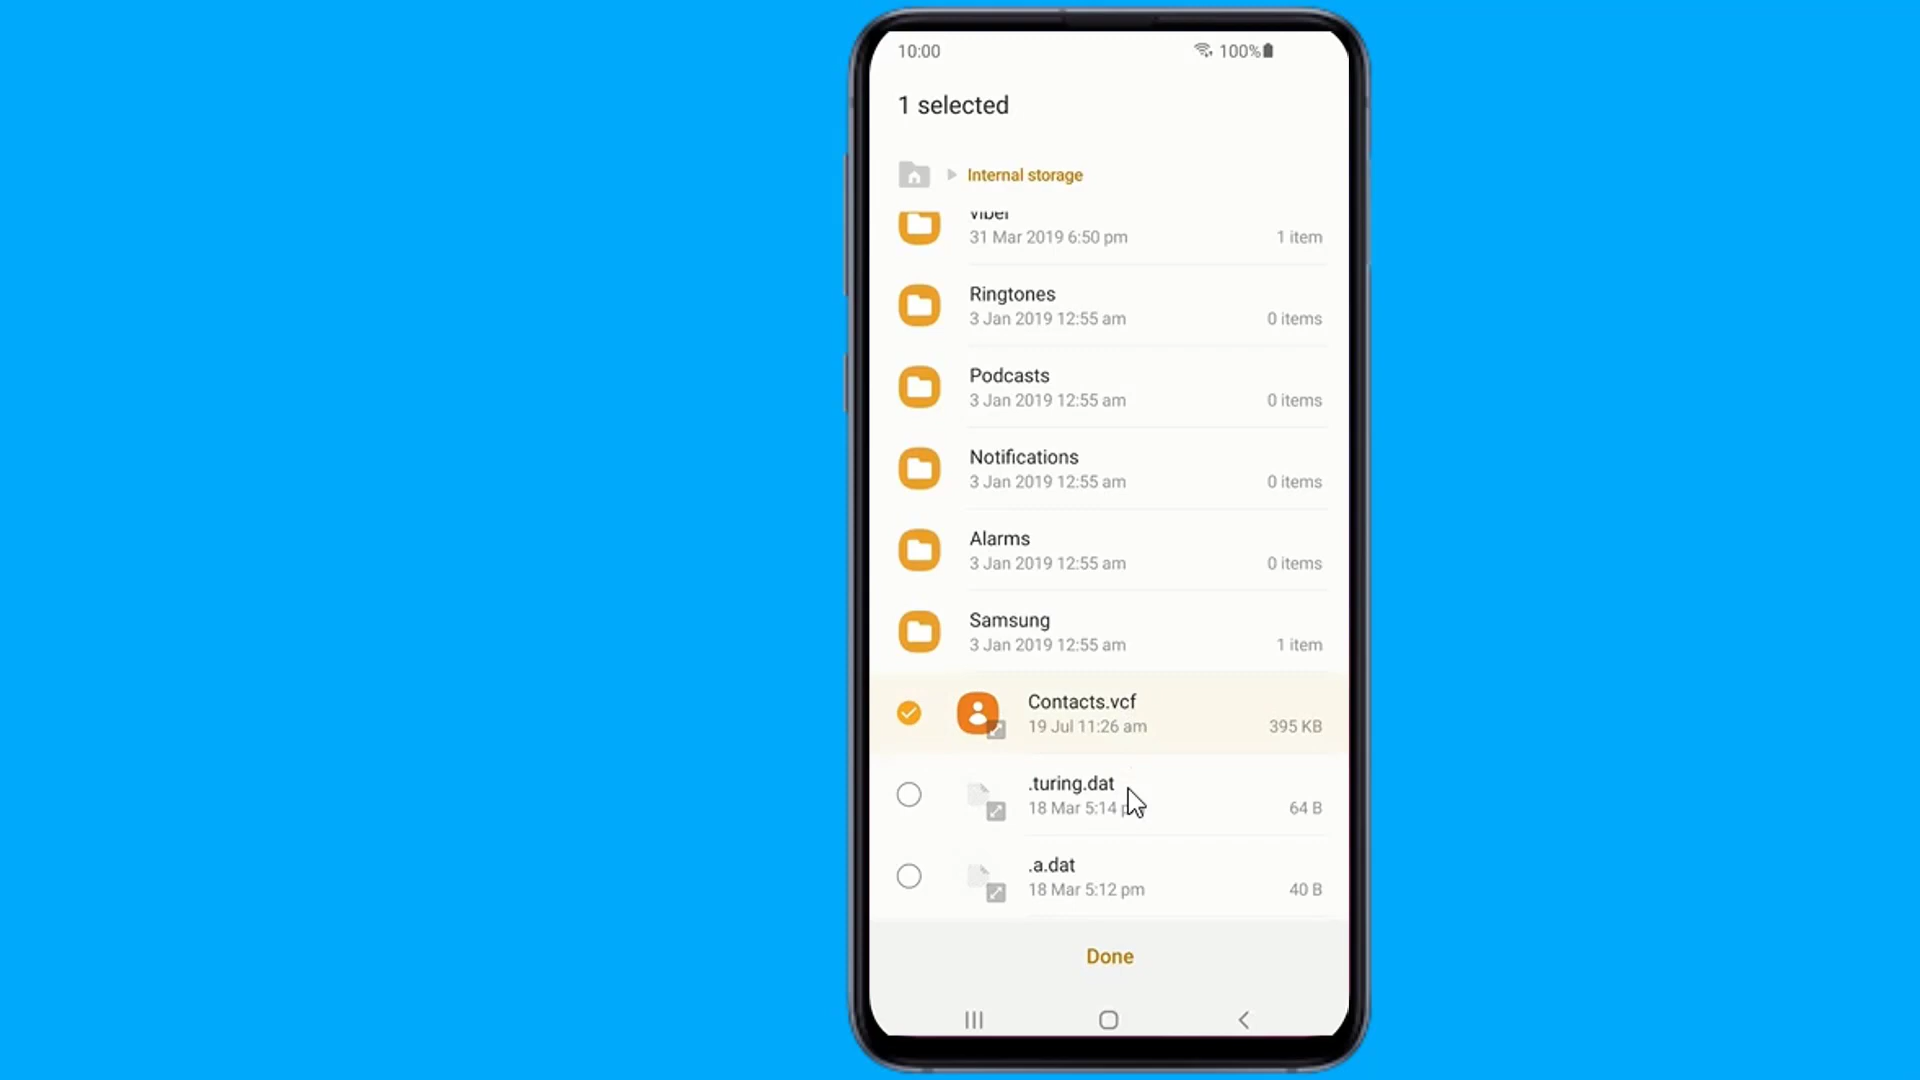 10:00
100%
1 selected
Internal storage
viber
31 Mar 2019 6:50 pm
1 item
Ringtones
3 Jan 2019 12:55 am
0 items
Podcasts
3 Jan 2019 12:55 am
0 items
Notifications
3 Jan 2019 12:55 am
0 items
Alarms
3 Jan 2019 12:55 am
0 items
Samsung
3 Jan 2019 12:55 am
1 item
Contacts.vcf
19 Jul 11:26 am
395 KB
.turing.dat
18 Mar 5:14
64 B
.a.dat
18 Mar 5:12 pm
40 B
Done